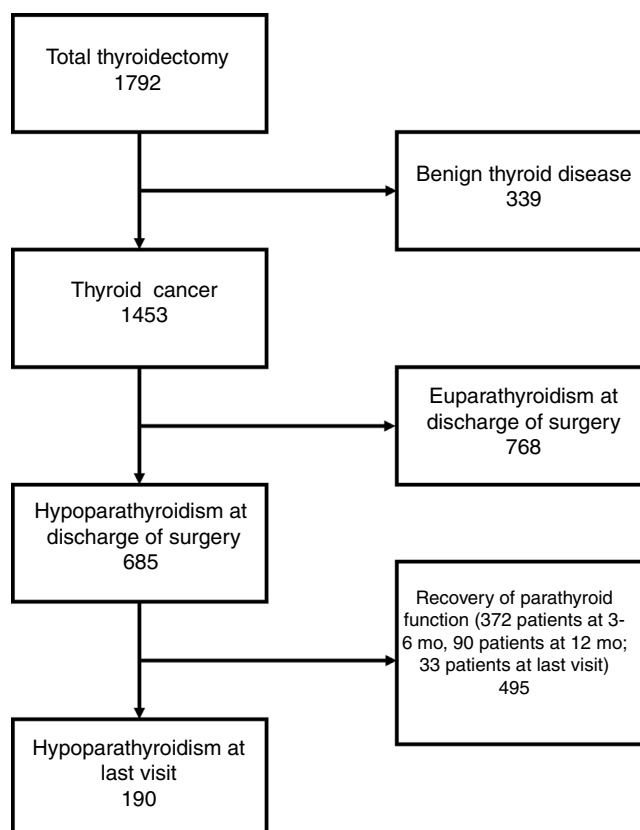 Total thyroidectomy
1792
Benign thyroid disease
339
Thyroid cancer
1453
Euparathyroidism at
discharge of surgery
768
Hypoparathyroidism at
discharge of surgery
685
Recovery of parathyroid
function (372 patients at 3-
6 mo, 90 patients at 12 mo;
33 patients at last visit)
495
Hypoparathyroidism at
last visit
190